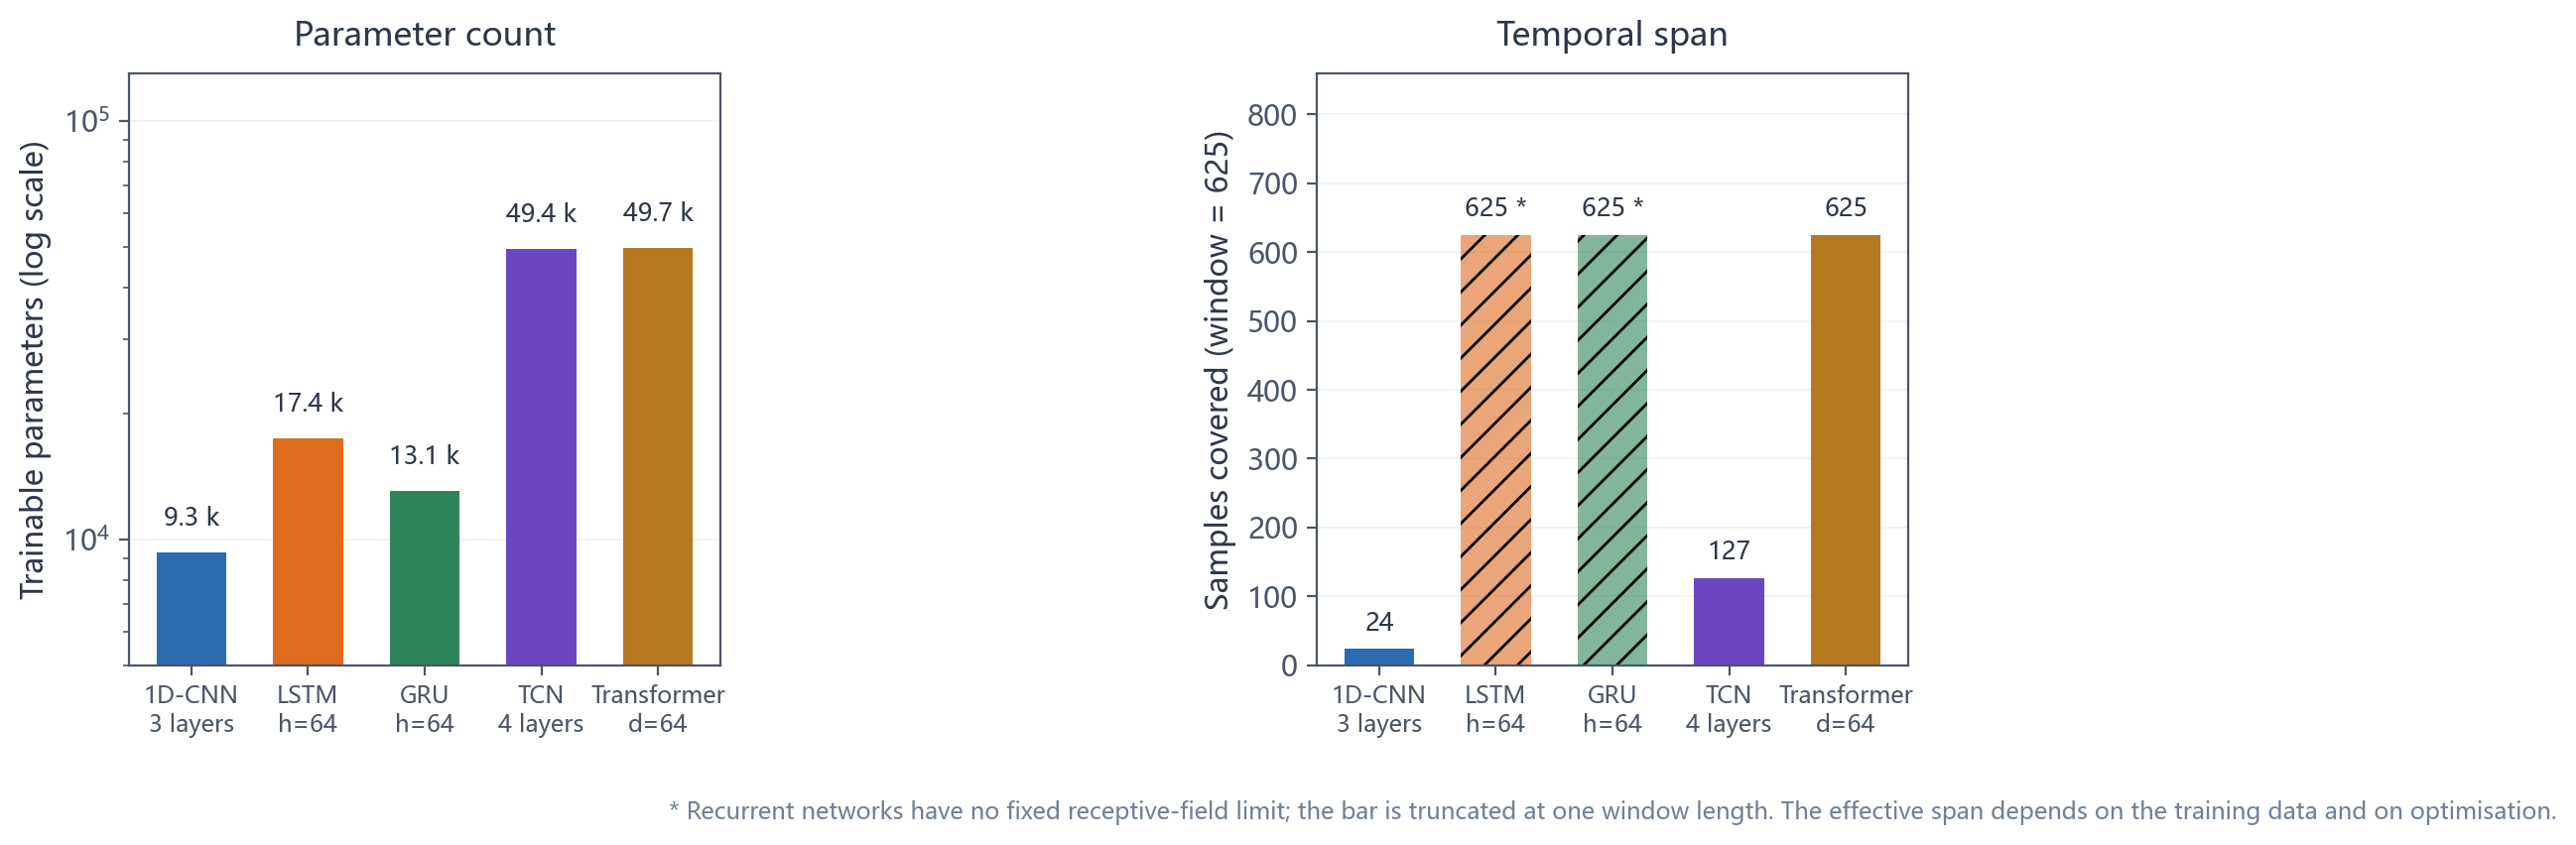 Parameter count
Trainable parameters (log scale)
10⁵
10⁴
9.3 k
17.4 k
13.1 k
49.4 k
49.7 k
1D-CNN
3 layers
LSTM
h=64
GRU
h=64
TCN
4 layers
Transformer
d=64
Temporal span
Samples covered (window = 625)
800
700
600
500
400
300
200
100
0
24
625 *
625 *
127
625
1D-CNN
3 layers
LSTM
h=64
GRU
h=64
TCN
4 layers
Transformer
d=64
* Recurrent networks have no fixed receptive-field limit; the bar is truncated at one window length. The effective span depends on the training data and on optimisation.